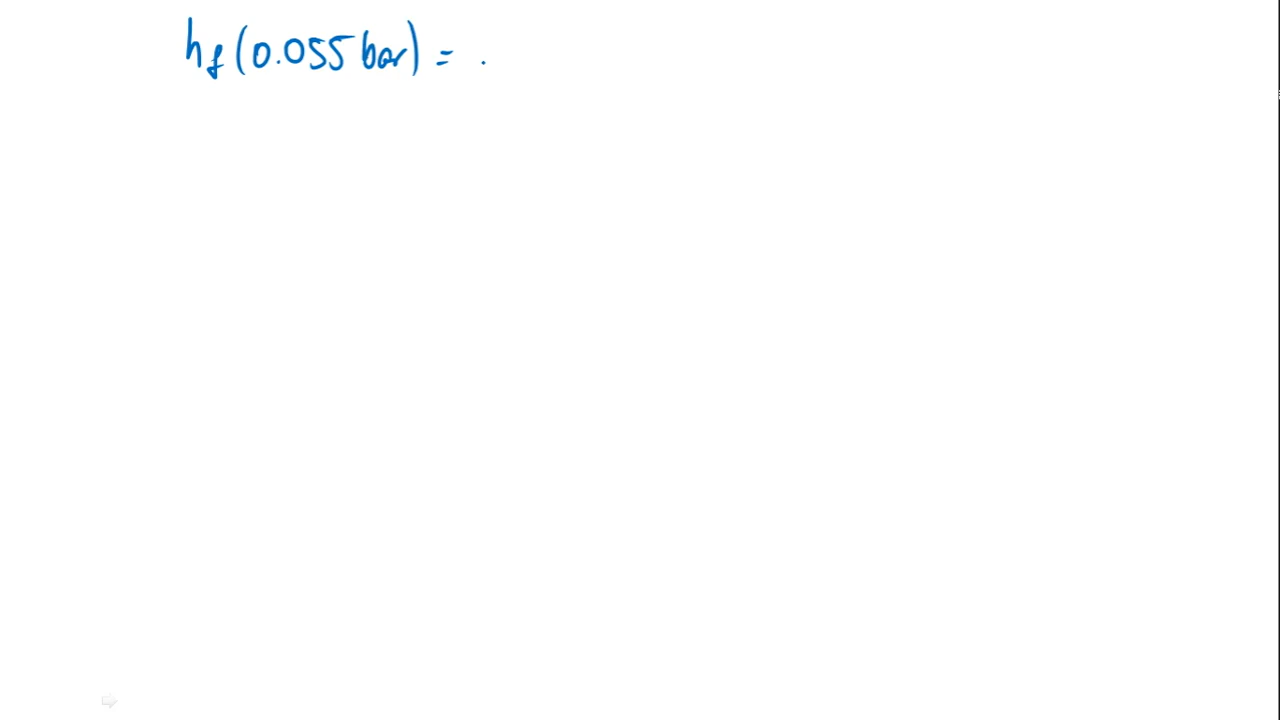 h_f (0.055 bar) = .